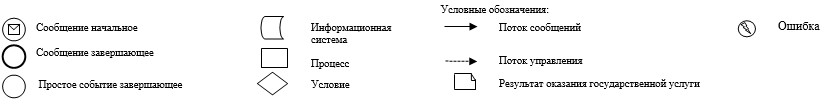 Условные обозначения:
Сообщение начальное
Информационная
система
Поток сообщений
Ошибка
Сообщение завершающее
Процесс
Поток управления
Простое событие завершающее
Условие
Результат оказания государственной услуги